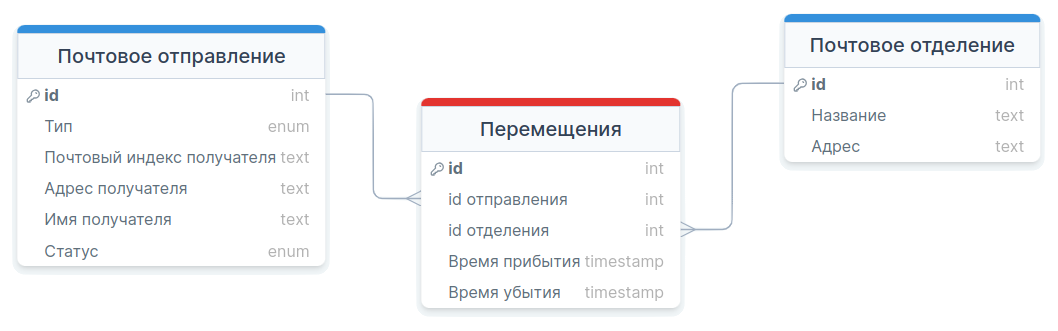 Почтовое отправление
id int
Тип enum
Почтовый индекс получателя text
Адрес получателя text
Имя получателя text
Статус enum
Перемещения
id int
id отправления int
id отделения int
Время прибытия timestamp
Время убытия timestamp
Почтовое отделение
id int
Название text
Адрес text